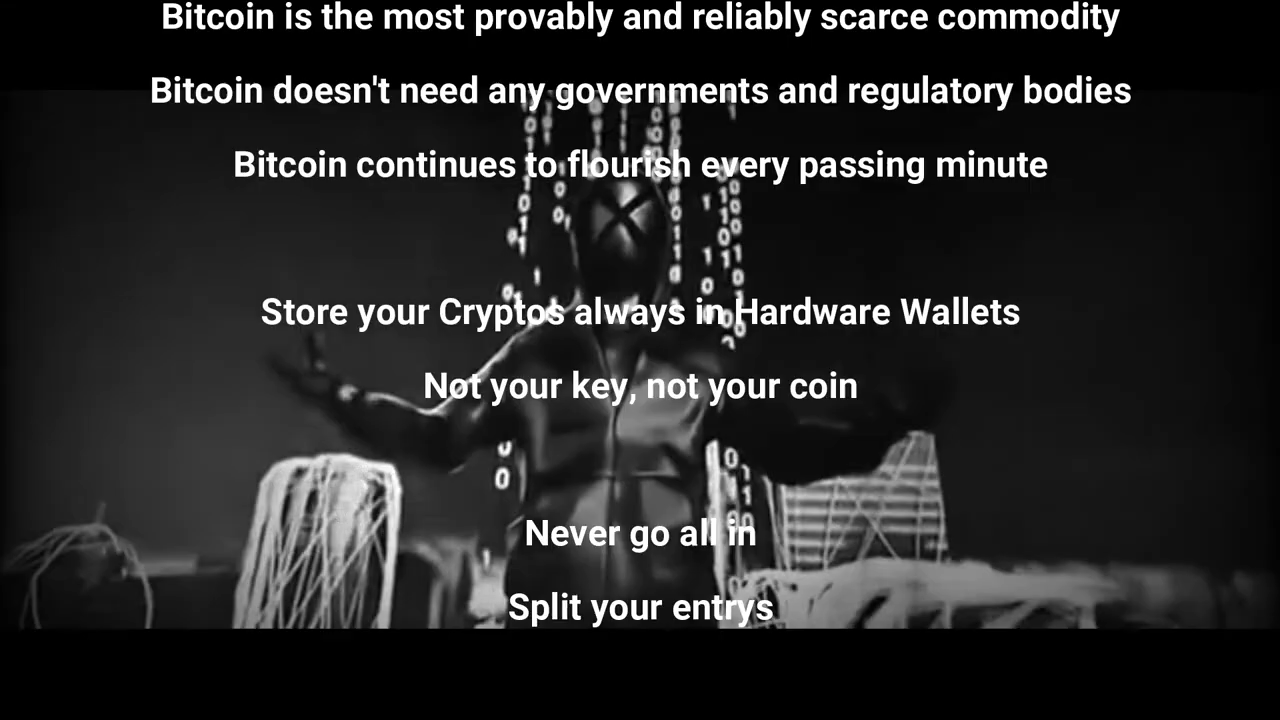 Bitcoin is the most provably and reliably scarce commodity
Bitcoin doesn't need any governments and regulatory bodies
Bitcoin continues to flourish every passing minute
Store your Cryptos always in Hardware Wallets
Not your key, not your coin
Never go all in
Split your entrys